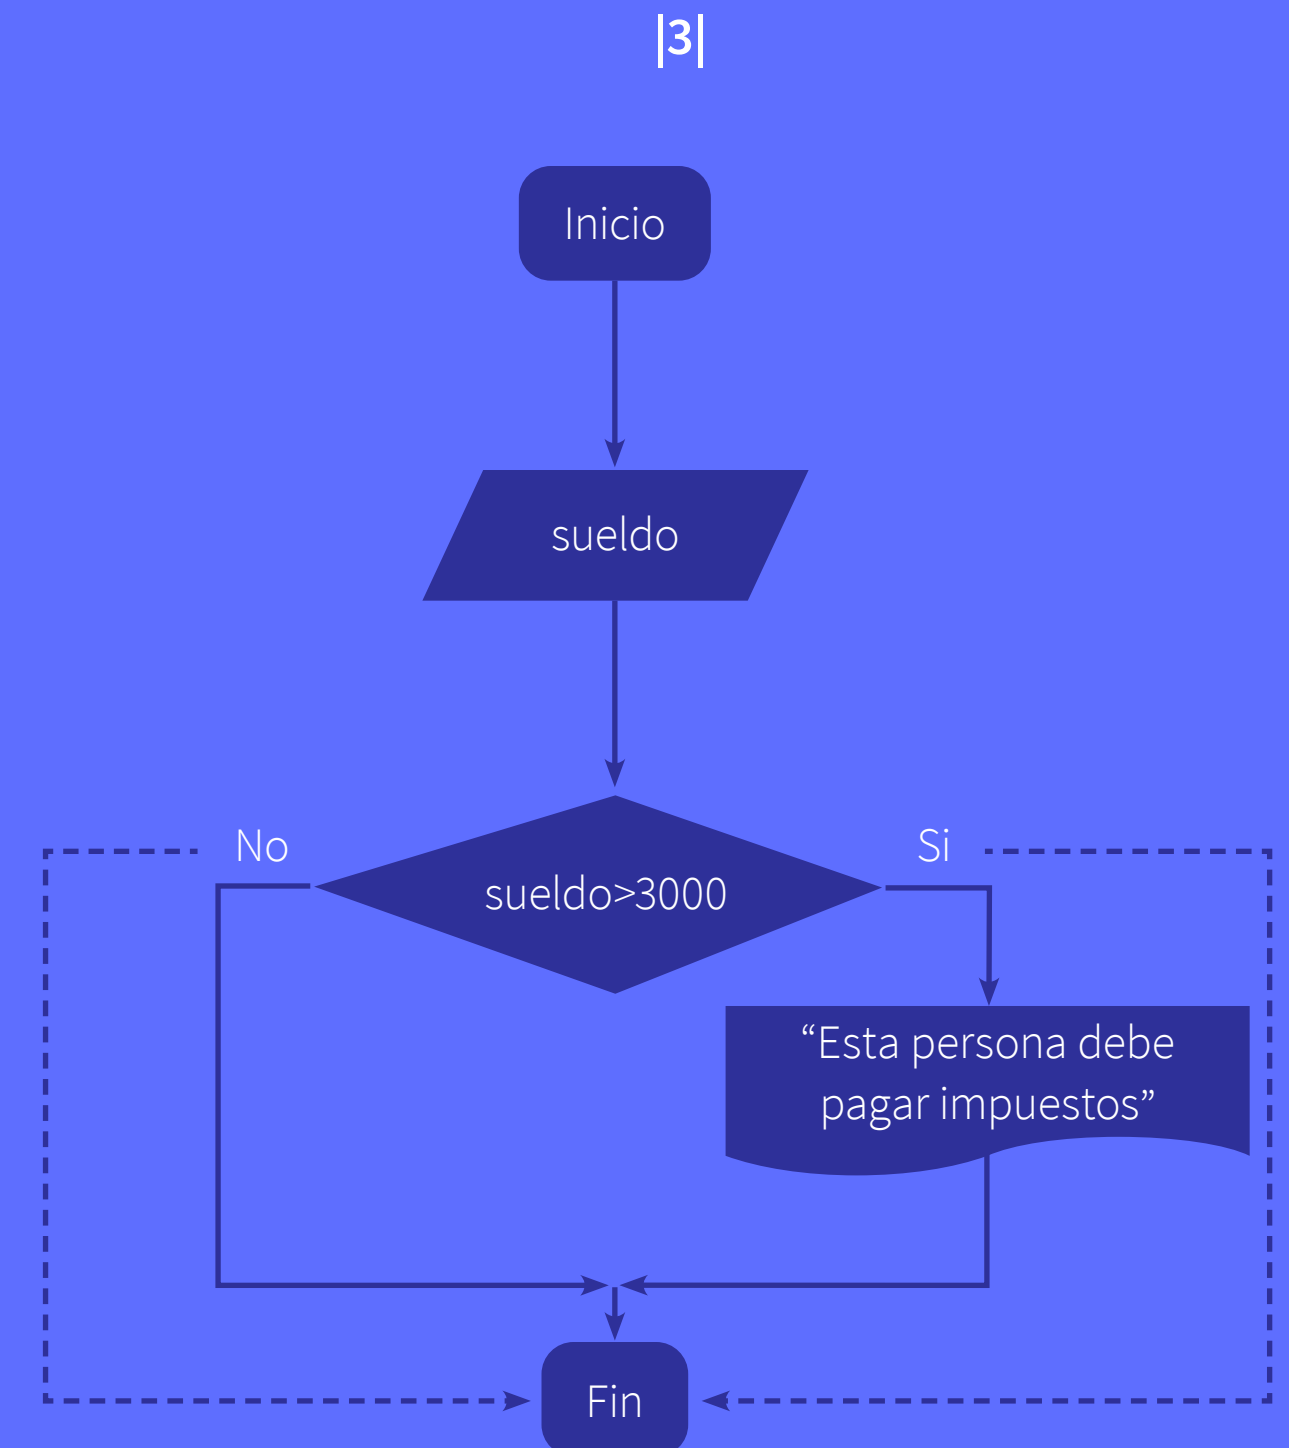 |3|
Inicio
sueldo
No
Si
sueldo>3000
“Esta persona debe
pagar impuestos”
Fin